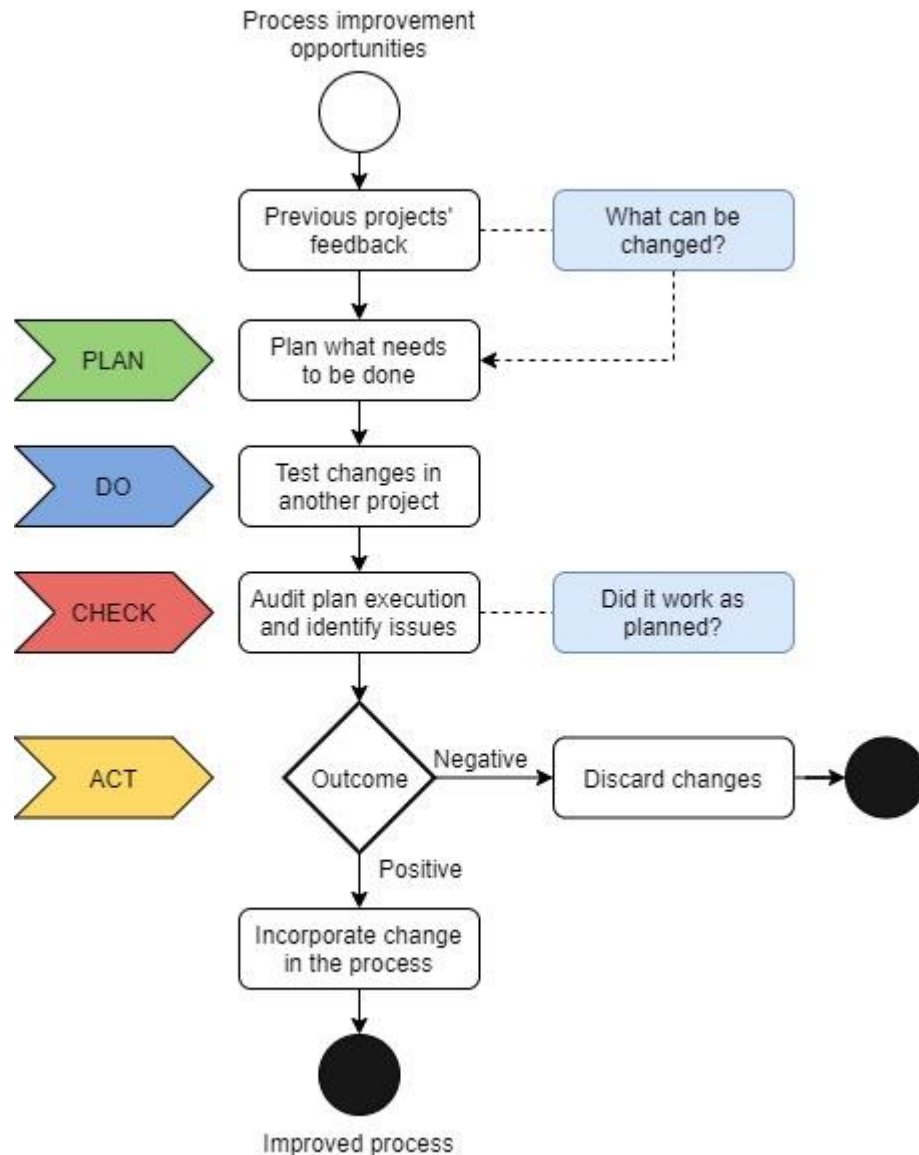 Process improvement
opportunities
Previous projects'
feedback
What can be
changed?
PLAN
Plan what needs
to be done
DO
Test changes in
another project
CHECK
Audit plan execution
and identify issues
Did it work as
planned?
ACT
Outcome
Negative
Discard changes
Positive
Incorporate change
in the process
Improved process